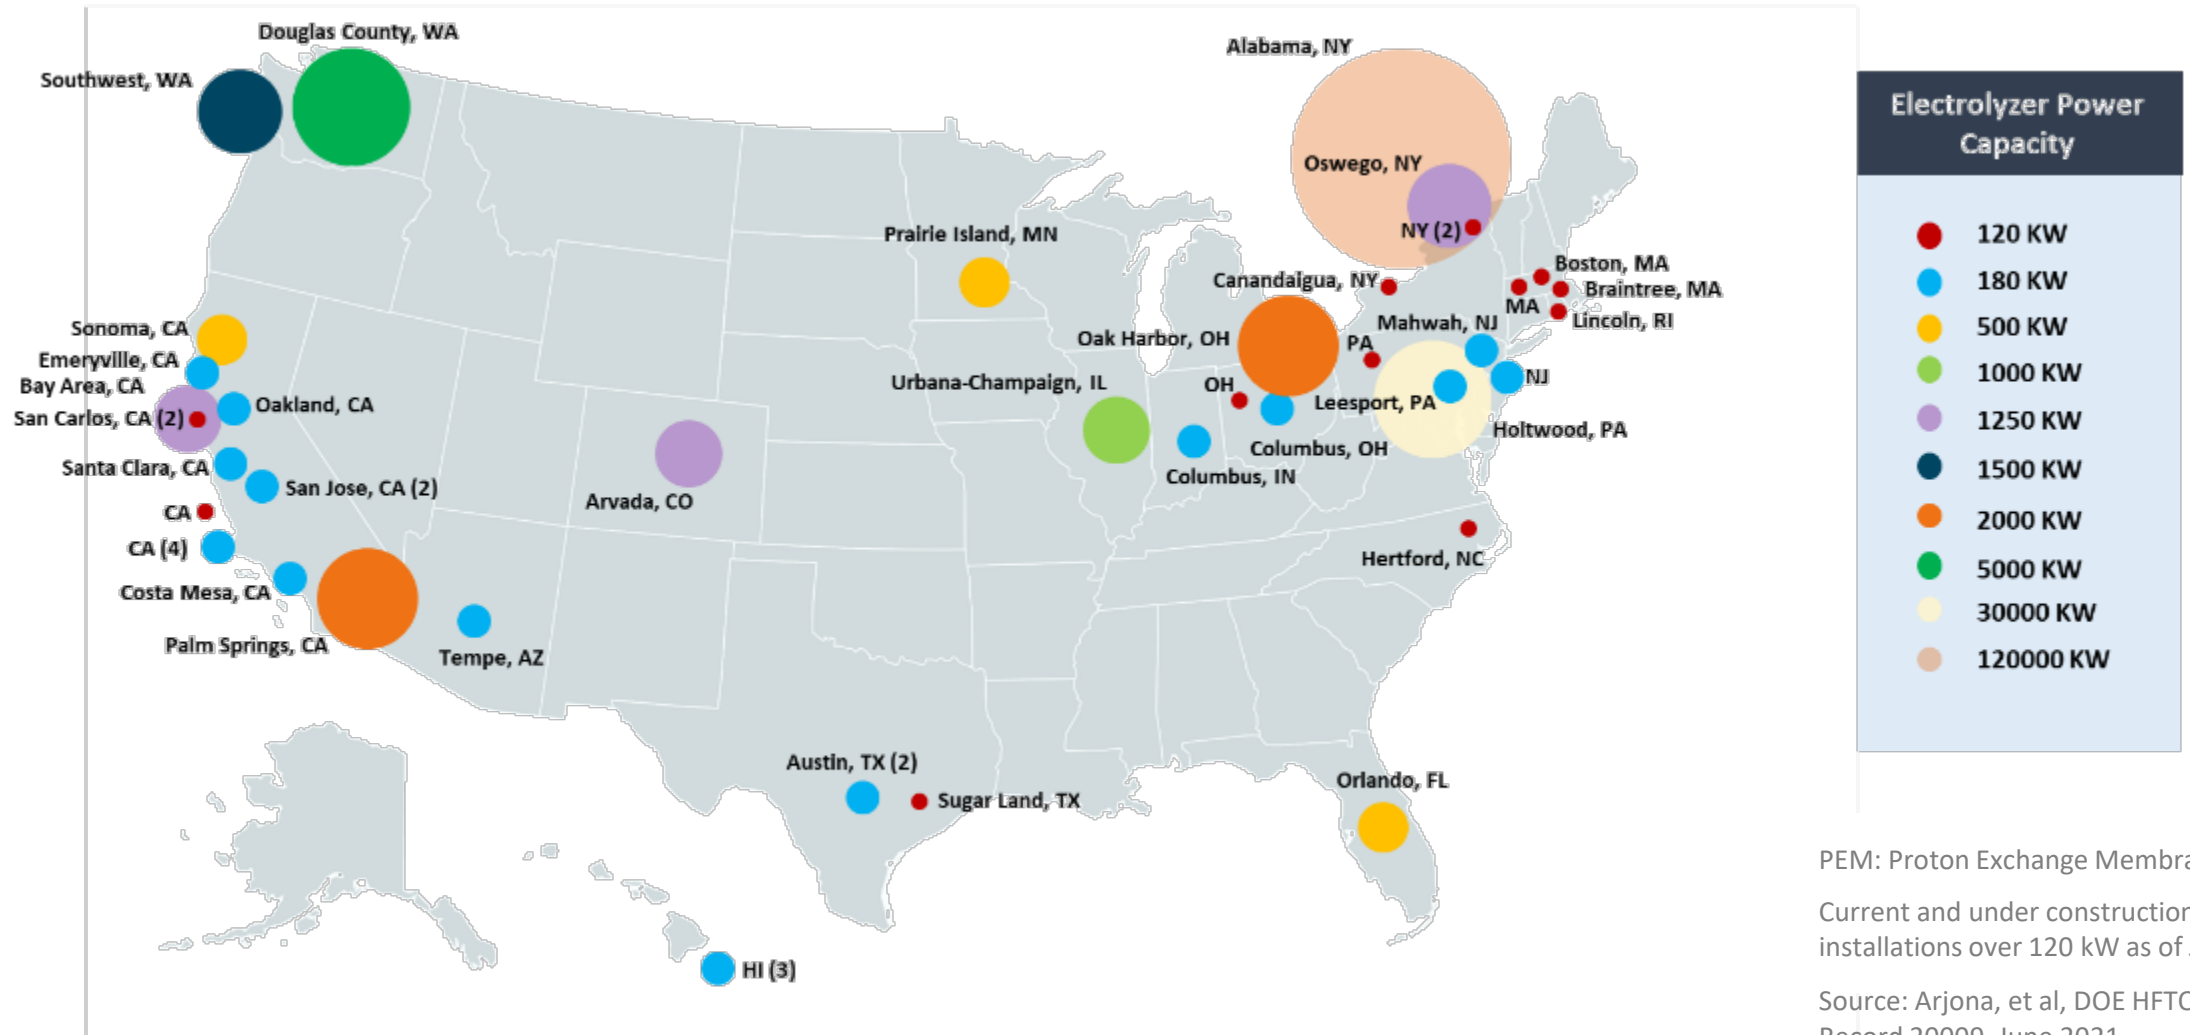 Douglas County, WA
Southwest, WA
Alabama, NY
Oswego, NY
NY (2)
Prairie Island, MN
Canandaigua, NY
Boston, MA
Braintree, MA
MA
Lincoln, RI
Mahwah, NJ
Sonoma, CA
Emeryville, CA
Bay Area, CA
San Carlos, CA (2)
Oakland, CA
Oak Harbor, OH
PA
Urbana-Champaign, IL
OH
NJ
Leesport, PA
Holtwood, PA
Columbus, OH
Columbus, IN
Santa Clara, CA
San Jose, CA (2)
Arvada, CO
CA
CA (4)
Hertford, NC
Costa Mesa, CA
Palm Springs, CA
Tempe, AZ
Austin, TX (2)
Sugar Land, TX
Orlando, FL
HI (3)
Electrolyzer Power
Capacity
120 KW
180 KW
500 KW
1000 KW
1250 KW
1500 KW
2000 KW
5000 KW
30000 KW
120000 KW
PEM: Proton Exchange
Current and under construction
installations over 120 kW as of
Source: Arjona, et al, DOE HFTO
Record 20009, June 2021